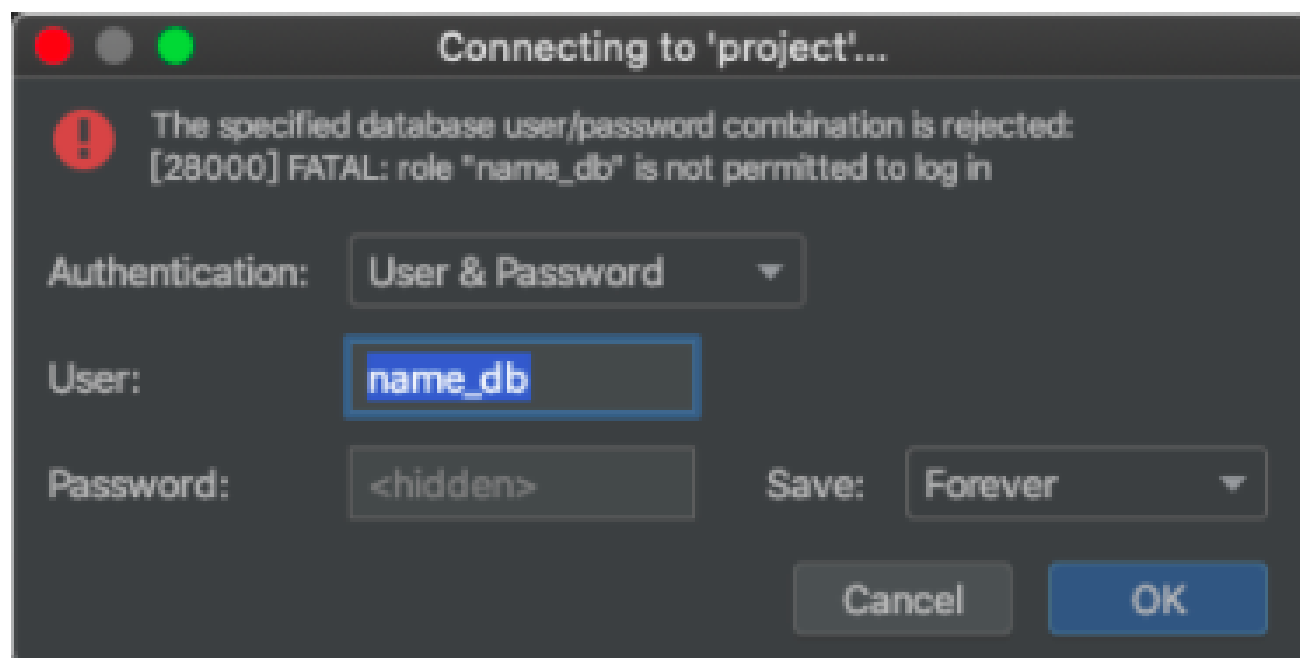 Connecting to 'project'...
The specified database user/password combination is rejected:
[28000] FATAL: role "name_db" is not permitted to log in
Authentication: User & Password
User: name_db
Password: <hidden> Save: Forever
Cancel OK